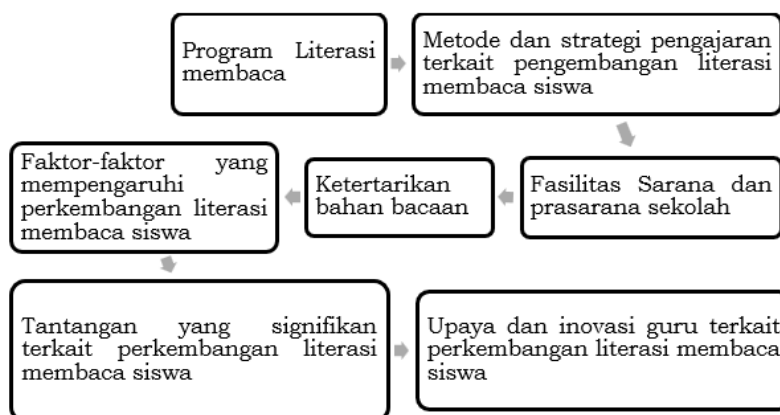 Program Literasi
membaca
Metode dan strategi pengajaran
terkait pengembangan literasi
membaca siswa
Fasilitas Sarana dan
prasarana sekolah
Ketertarikan
bahan bacaan
Faktor-faktor yang
mempengaruhi
perkembangan literasi
membaca siswa
Tantangan yang signifikan
terkait perkembangan literasi
membaca siswa
Upaya dan inovasi guru terkait
perkembangan literasi membaca
siswa